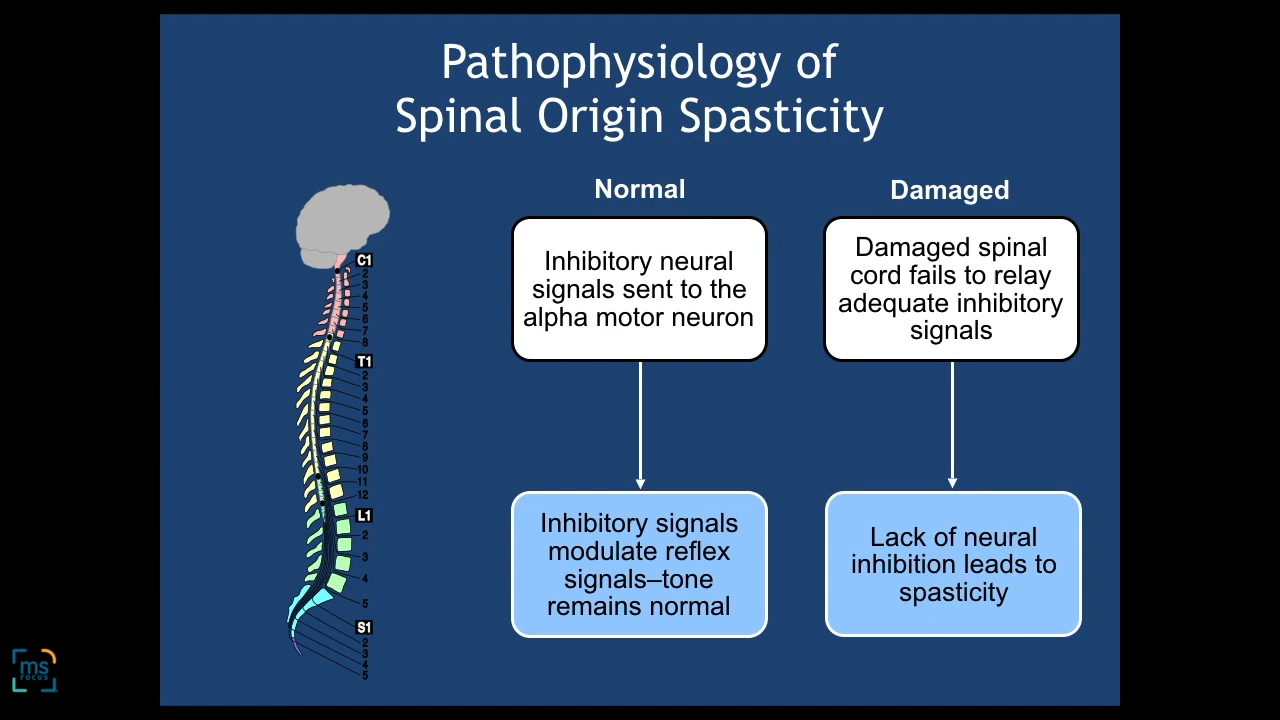 Pathophysiology of
Spinal Origin Spasticity
Normal
Damaged
Inhibitory neural
signals sent to the
alpha motor neuron
Damaged spinal
cord fails to relay
adequate inhibitory
signals
Inhibitory signals
modulate reflex
signals–tone
remains normal
Lack of neural
inhibition leads to
spasticity
C1
2
3
4
5
6
7
8
T1
2
3
4
5
6
7
8
9
10
11
12
L1
2
3
4
5
S1
2
3
4
5
ms
FOCUS